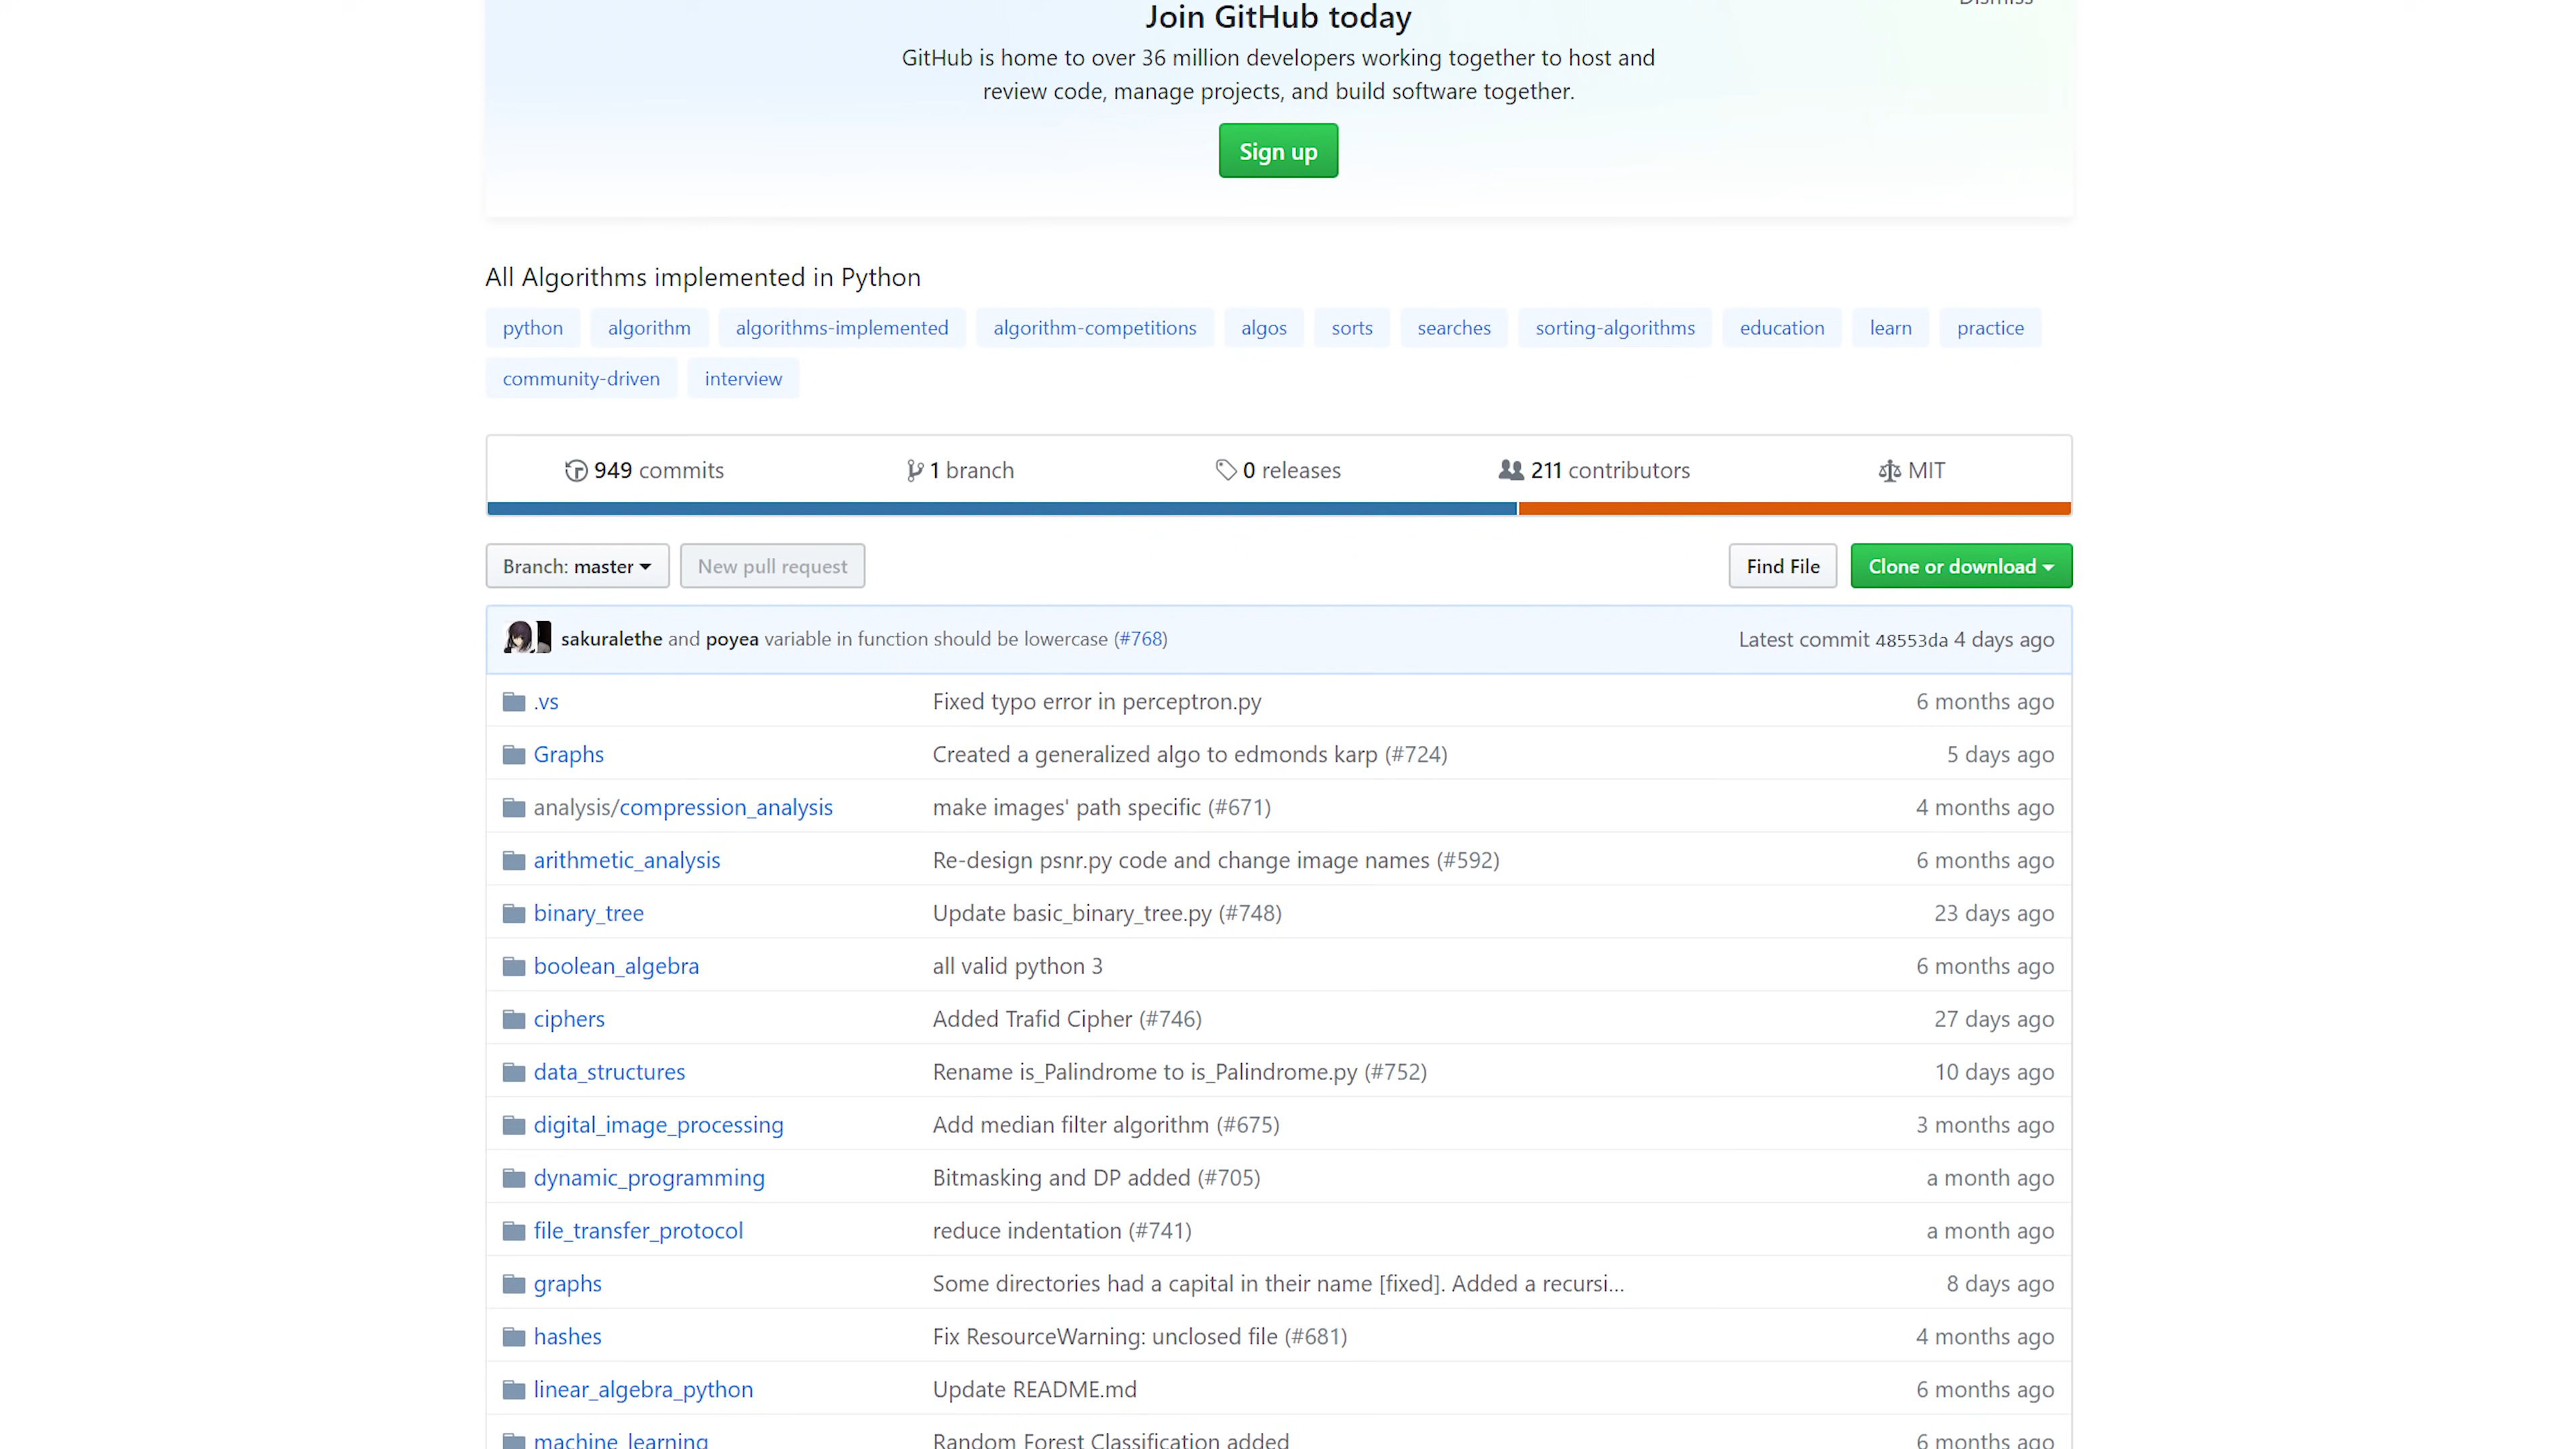 Dismiss
Join GitHub today
GitHub is home to over 36 million developers working together to host and
review code, manage projects, and build software together.
Sign up
All Algorithms implemented in Python
python algorithm algorithms-implemented algorithm-competitions algos sorts searches sorting-algorithms education learn practice
community-driven interview
949 commits 1 branch 0 releases 211 contributors MIT
Branch: master New pull request Find File Clone or download
sakuralethe and poyea variable in function should be lowercase (#768) Latest commit 48553da 4 days ago
.vs Fixed typo error in perceptron.py 6 months ago
Graphs Created a generalized algo to edmonds karp (#724) 5 days ago
analysis/compression_analysis make images' path specific (#671) 4 months ago
arithmetic_analysis Re-design psnr.py code and change image names (#592) 6 months ago
binary_tree Update basic_binary_tree.py (#748) 23 days ago
boolean_algebra all valid python 3 6 months ago
ciphers Added Trafid Cipher (#746) 27 days ago
data_structures Rename is_Palindrome to is_Palindrome.py (#752) 10 days ago
digital_image_processing Add median filter algorithm (#675) 3 months ago
dynamic_programming Bitmasking and DP added (#705) a month ago
file_transfer_protocol reduce indentation (#741) a month ago
graphs Some directories had a capital in their name [fixed]. Added a recursi... 8 days ago
hashes Fix ResourceWarning: unclosed file (#681) 4 months ago
linear_algebra_python Update README.md 6 months ago
machine_learning Random Forest Classification added 6 months ago